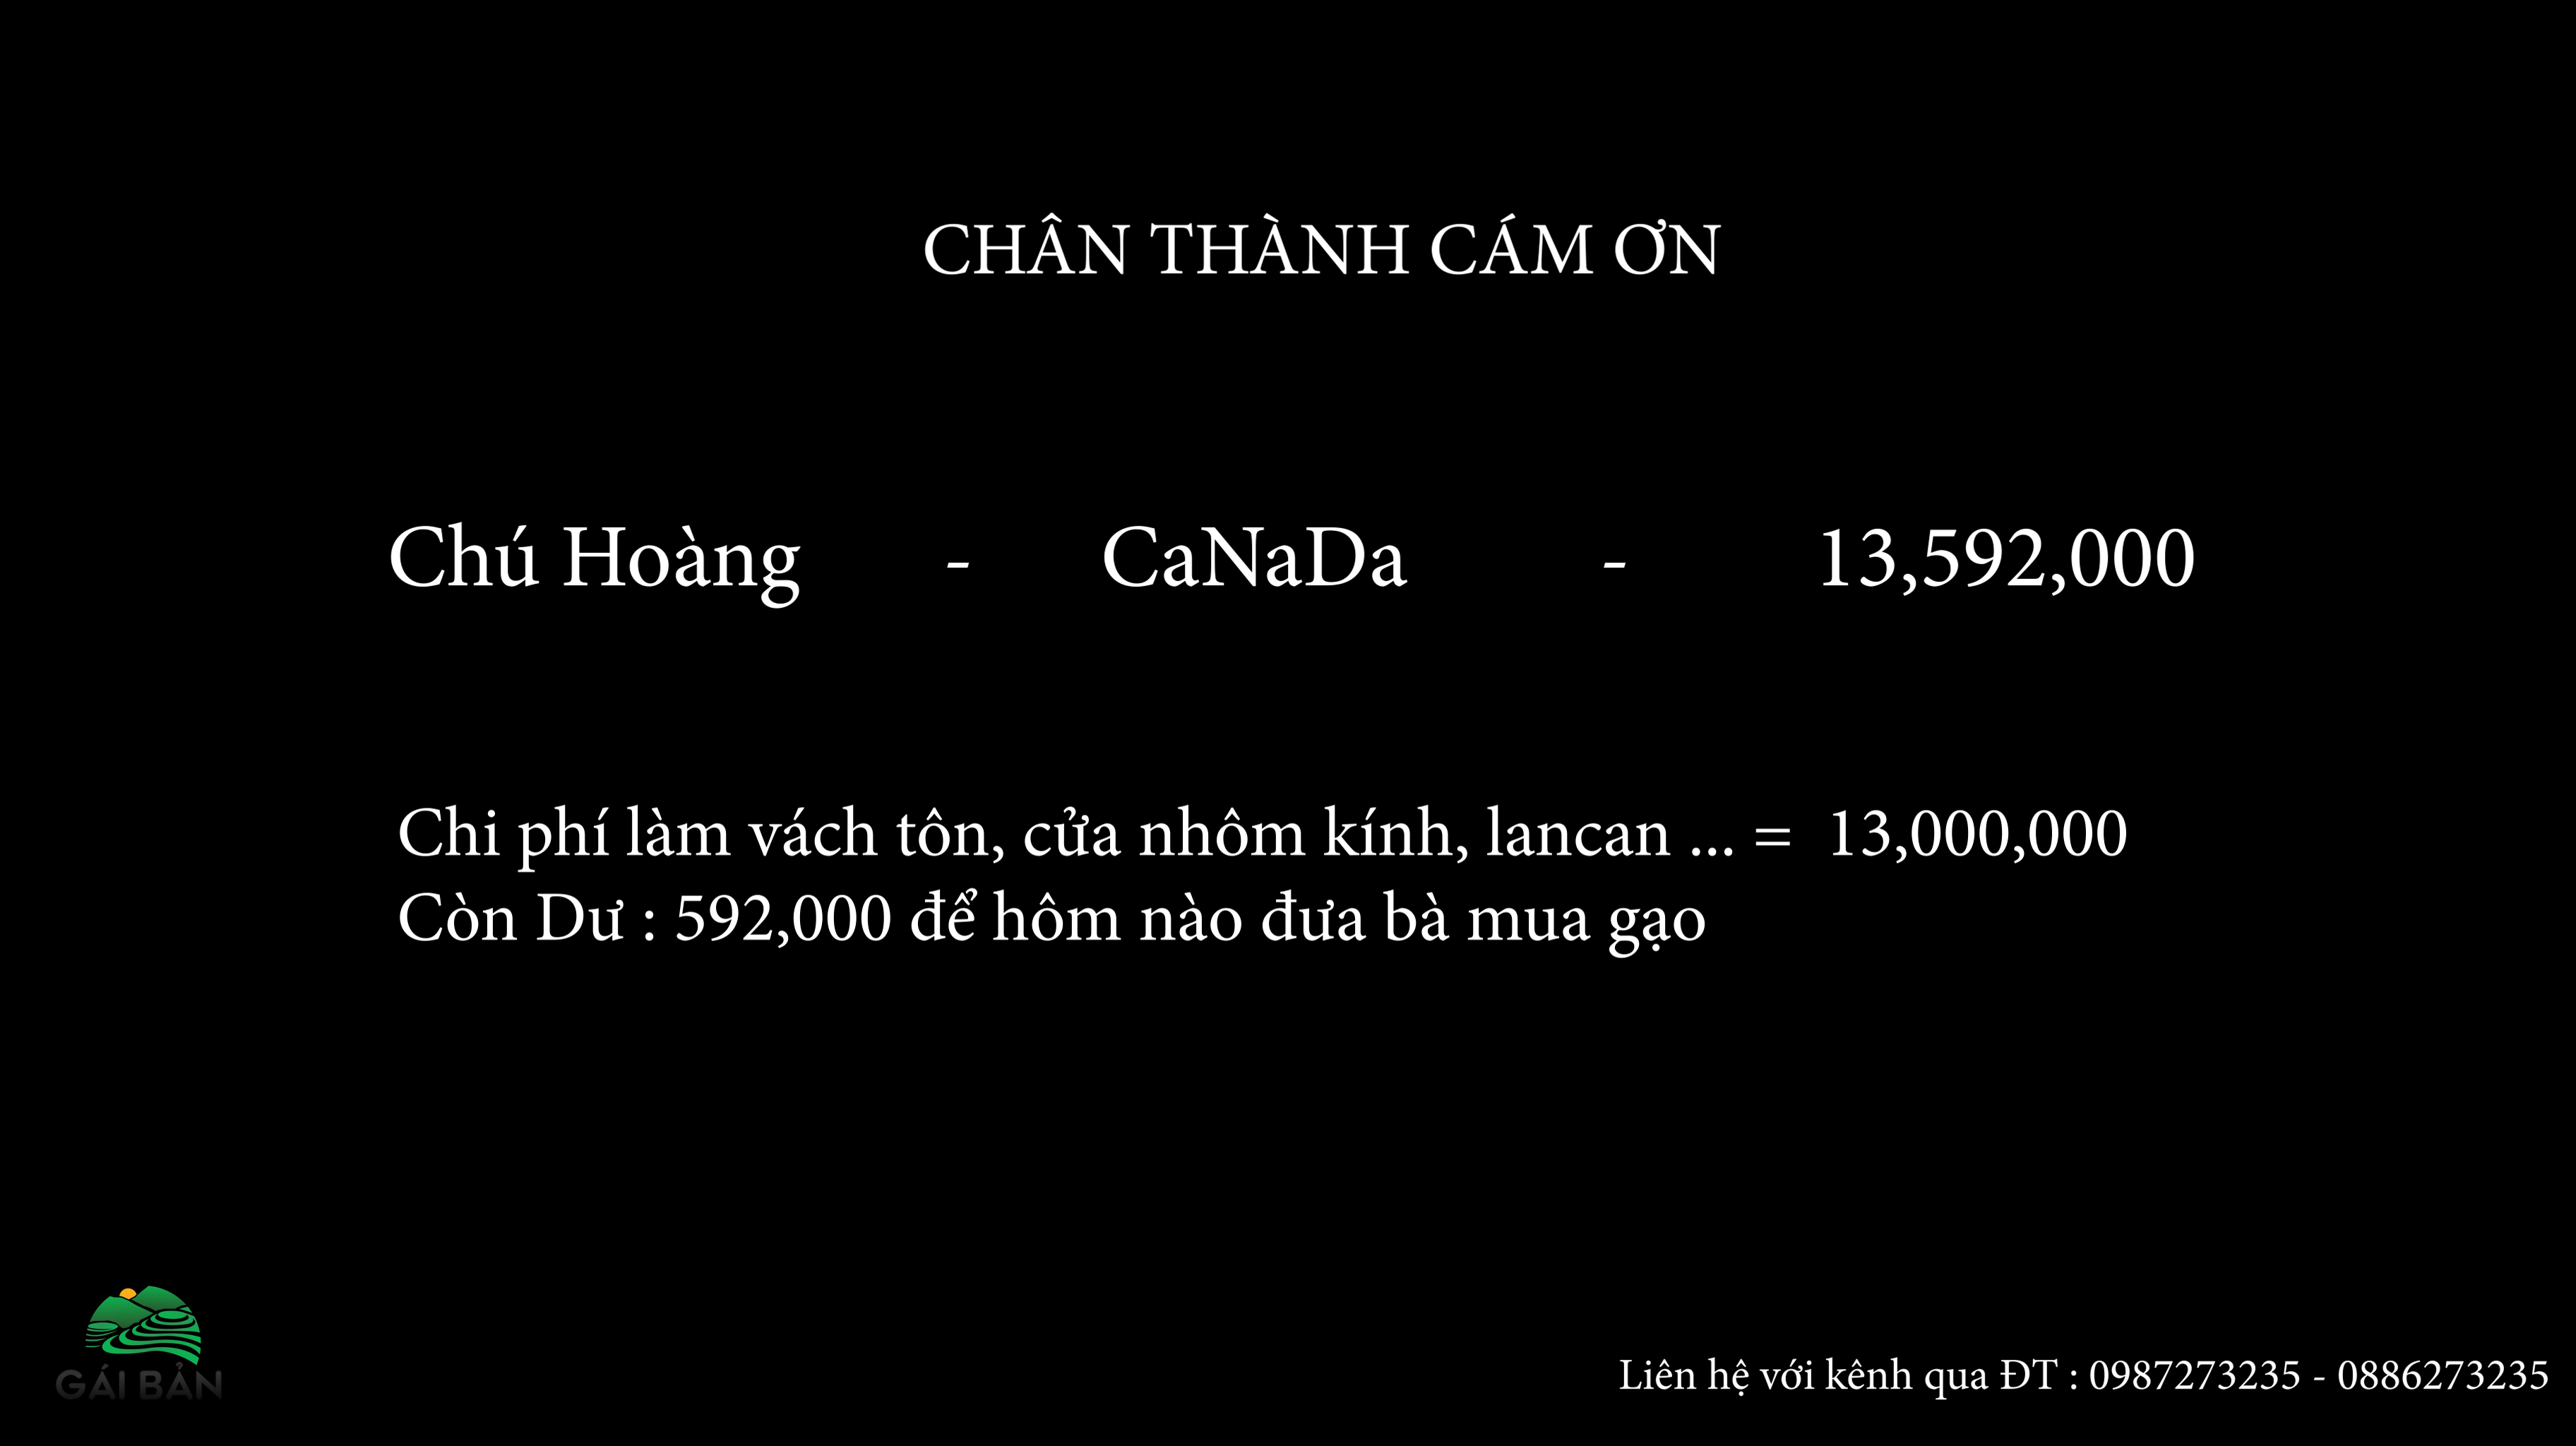 CHÂN THÀNH CÁM ƠN
Chú Hoàng - CaNaDa - 13,592,000
Chi phí làm vách tôn, cửa nhôm kính, lancan ... = 13,000,000
Còn Dư : 592,000 để hôm nào đưa bà mua gạo
GÁI BẢN
Liên hệ với kênh qua ĐT : 0987273235 - 0886273235